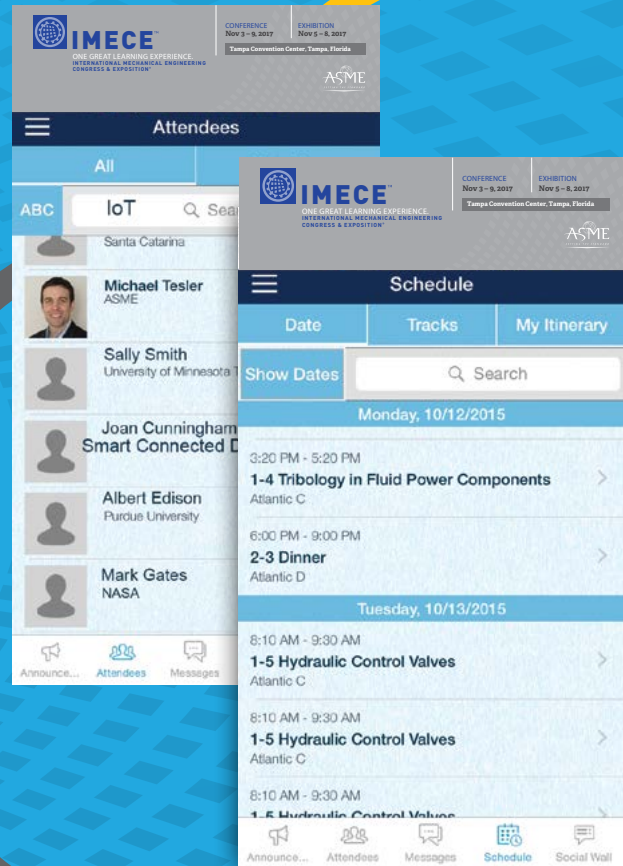 IMECE™
ONE GREAT LEARNING EXPERIENCE.
INTERNATIONAL MECHANICAL ENGINEERING
CONGRESS & EXPOSITION®
CONFERENCE
Nov 3 – 9, 2017
EXHIBITION
Nov 5 – 8, 2017
Tampa Convention Center, Tampa, Florida
ASME
Attendees
All
ABC
IoT
Sea
Santa Catarina
Michael Tesler
ASME
Sally Smith
University of Minnesota T
Joan Cunningham
Smart Connected D
Albert Edison
Purdue University
Mark Gates
NASA
Announce... Attendees Messages
IMECE™
ONE GREAT LEARNING EXPERIENCE.
INTERNATIONAL MECHANICAL ENGINEERING
CONGRESS & EXPOSITION®
CONFERENCE
Nov 3 – 9, 2017
EXHIBITION
Nov 5 – 8, 2017
Tampa Convention Center, Tampa, Florida
ASME
Schedule
Date Tracks My Itinerary
Show Dates Search
Monday, 10/12/2015
3:20 PM - 5:20 PM
1-4 Tribology in Fluid Power Components
Atlantic C
6:00 PM - 9:00 PM
2-3 Dinner
Atlantic D
Tuesday, 10/13/2015
8:10 AM - 9:30 AM
1-5 Hydraulic Control Valves
Atlantic C
8:10 AM - 9:30 AM
1-5 Hydraulic Control Valves
Atlantic C
8:10 AM - 9:30 AM
1-5 Hydraulic Control Valves
Announce... Attendees Messages Schedule Social Wall